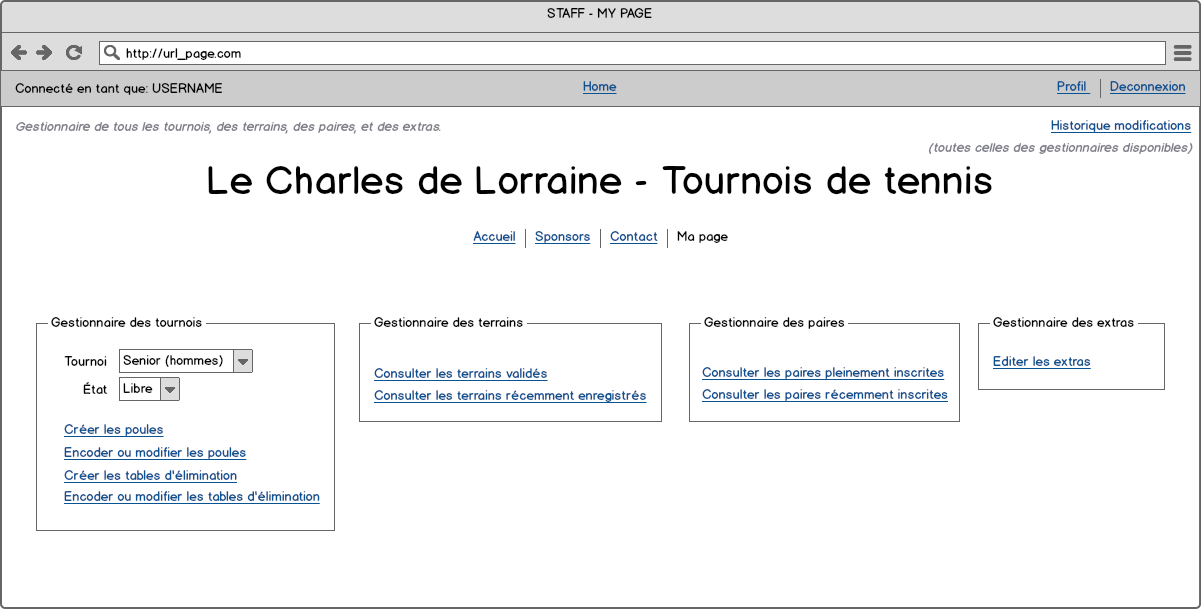 STAFF - MY PAGE
http://url_page.com
Connecté en tant que: USERNAME
Home
Profil
Deconnexion
Gestionnaire de tous les tournois, des terrains, des paires, et des extras.
Historique modifications
(toutes celles des gestionnaires disponibles)
Le Charles de Lorraine - Tournois de tennis
Accueil
Sponsors
Contact
Ma page
Gestionnaire des tournois
Tournoi
Senior (hommes)
État
Libre
Créer les poules
Encoder ou modifier les poules
Créer les tables d'élimination
Encoder ou modifier les tables d'élimination
Gestionnaire des terrains
Consulter les terrains validés
Consulter les terrains récemment enregistrés
Gestionnaire des paires
Consulter les paires pleinement inscrites
Consulter les paires récemment inscrites
Gestionnaire des extras
Editer les extras